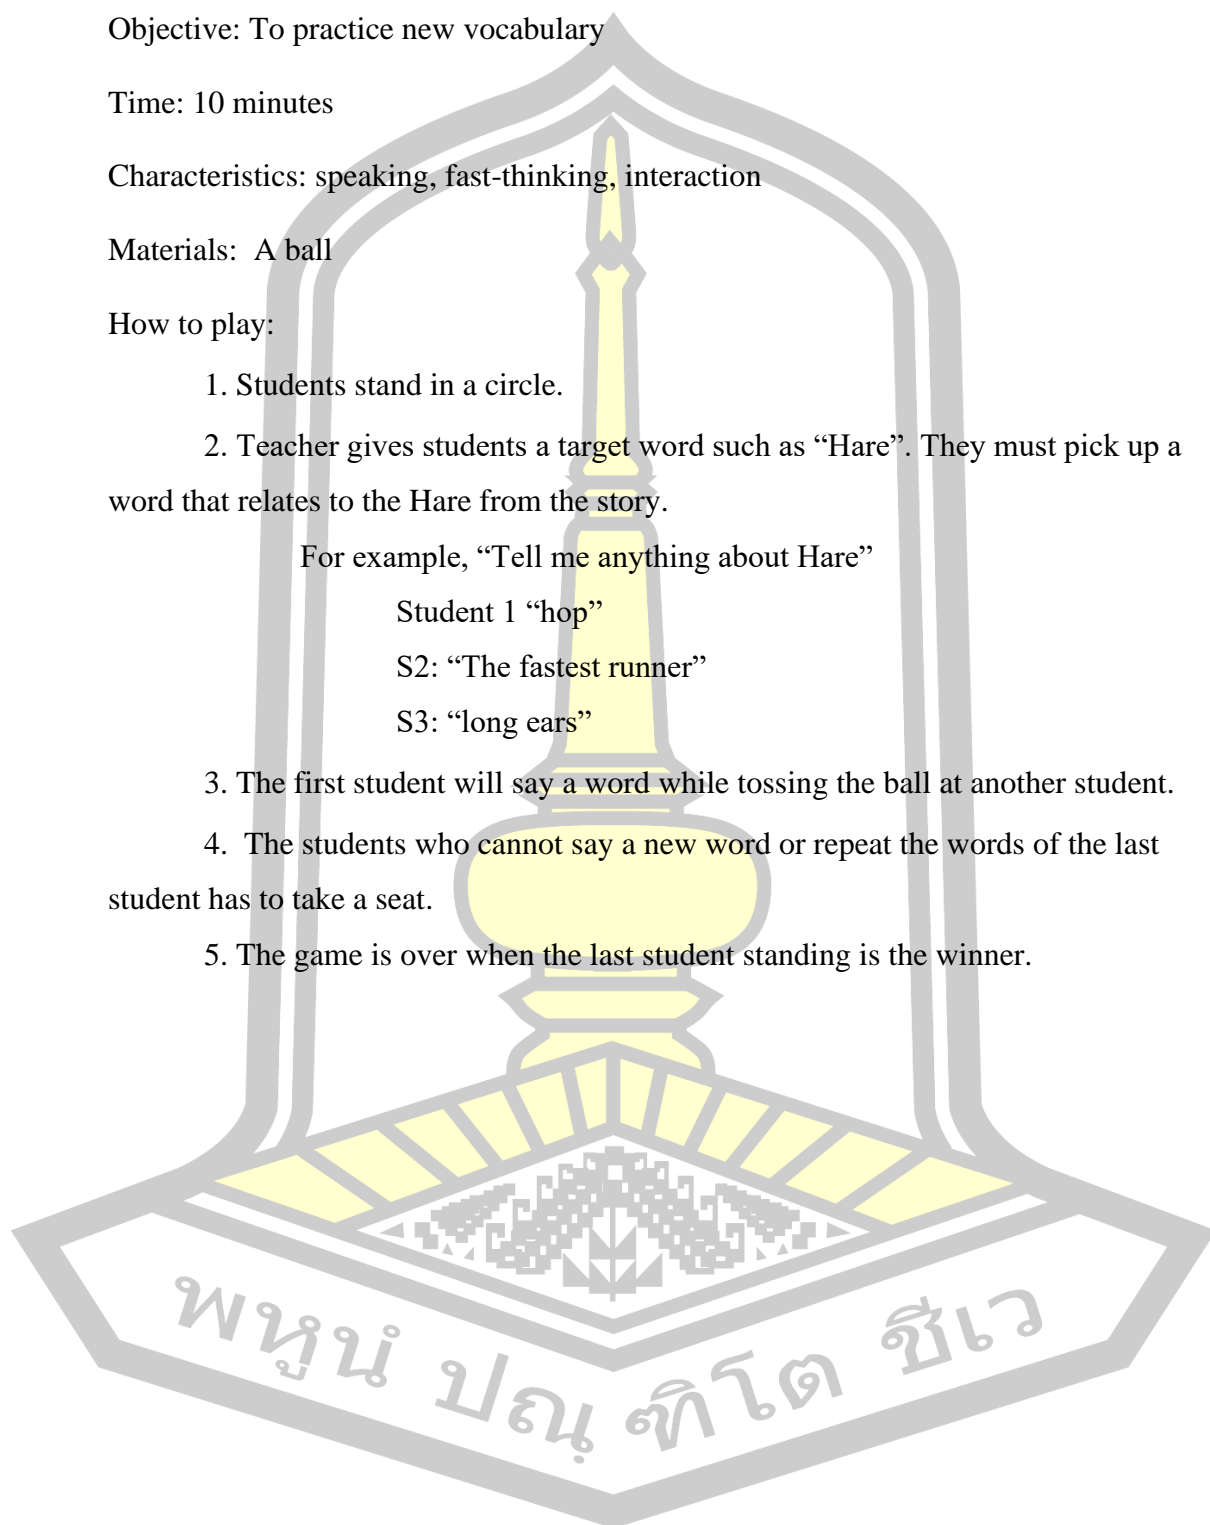 Objective: To practice new vocabulary
Time: 10 minutes
Characteristics: speaking, fast-thinking, interaction
Materials:  A ball
How to play:
1. Students stand in a circle.
2. Teacher gives students a target word such as “Hare”. They must pick up a
word that relates to the Hare from the story.
For example, “Tell me anything about Hare”
Student 1 “hop”
S2: “The fastest runner”
S3: “long ears”
3. The first student will say a word while tossing the ball at another student.
4.  The students who cannot say a new word or repeat the words of the last
student has to take a seat.
5. The game is over when the last student standing is the winner.
พหูนํ ปณฺฑิโต ชีเว